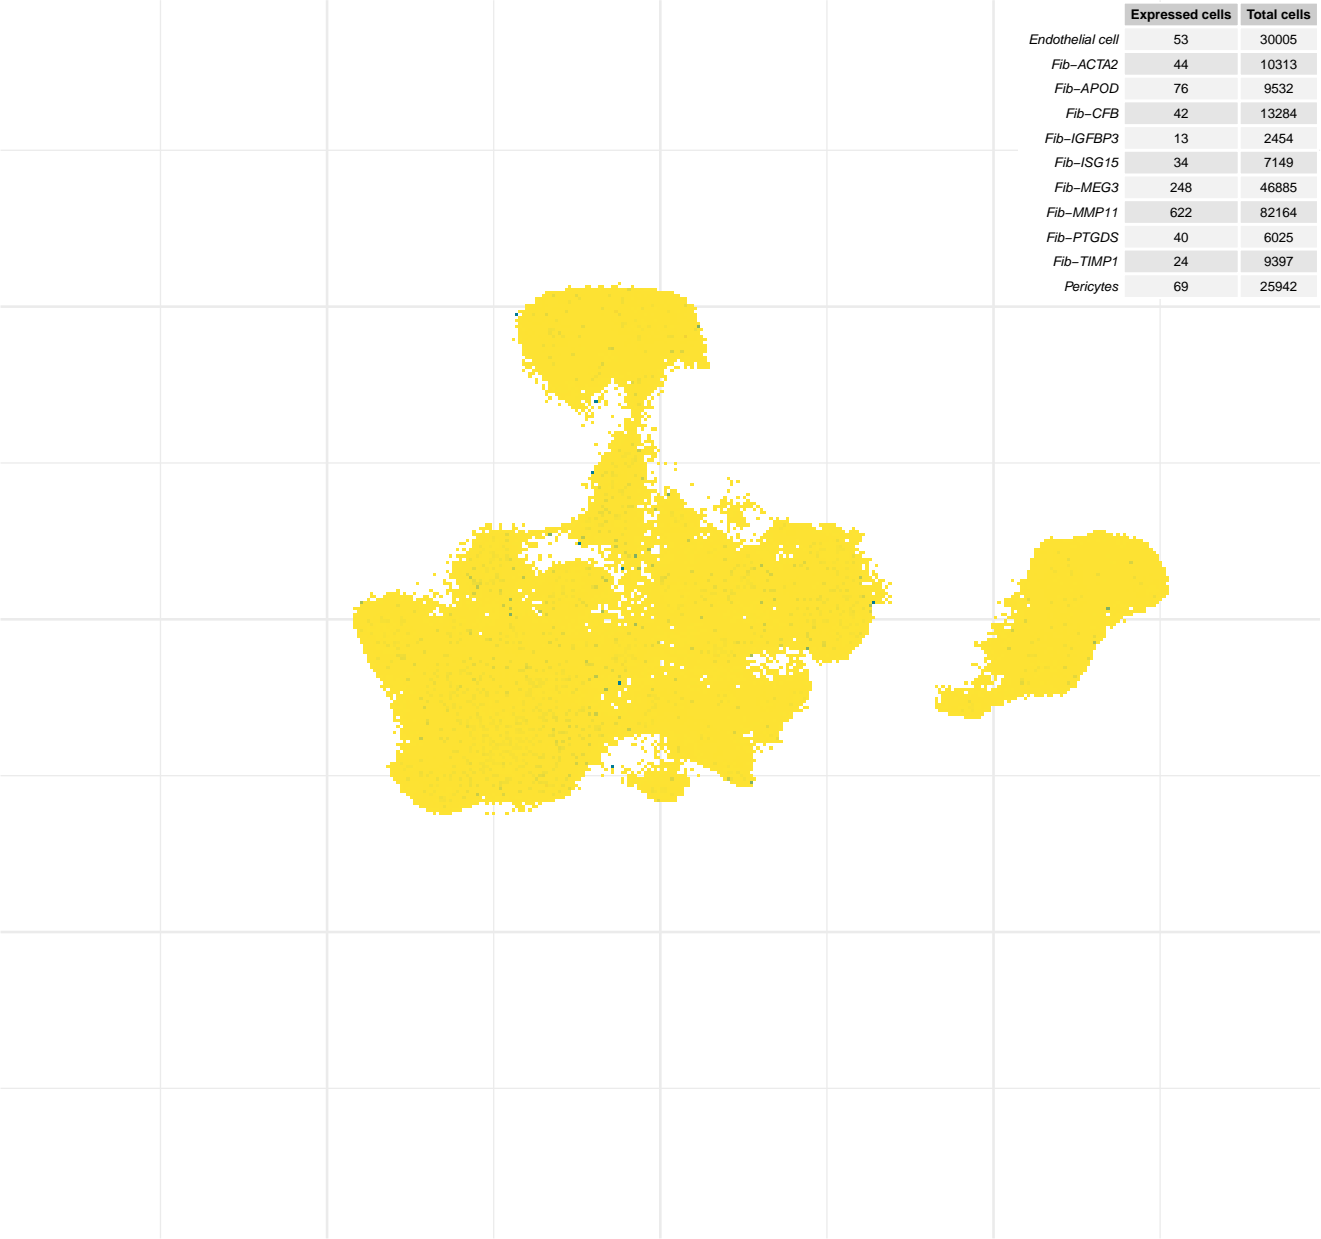 Expressed cells Total cells
Endothelial cell 53 30005
Fib−ACTA2 44 10313
Fib−APOD 76 9532
Fib−CFB 42 13284
Fib−IGFBP3 13 2454
Fib−ISG15 34 7149
Fib−MEG3 248 46885
Fib−MMP11 622 82164
Fib−PTGDS 40 6025
Fib−TIMP1 24 9397
Pericytes 69 25942